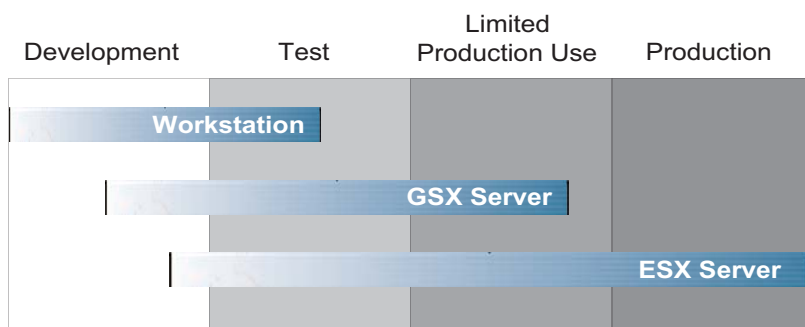 Development
Test
Limited
Production Use
Production
Workstation
GSX Server
ESX Server